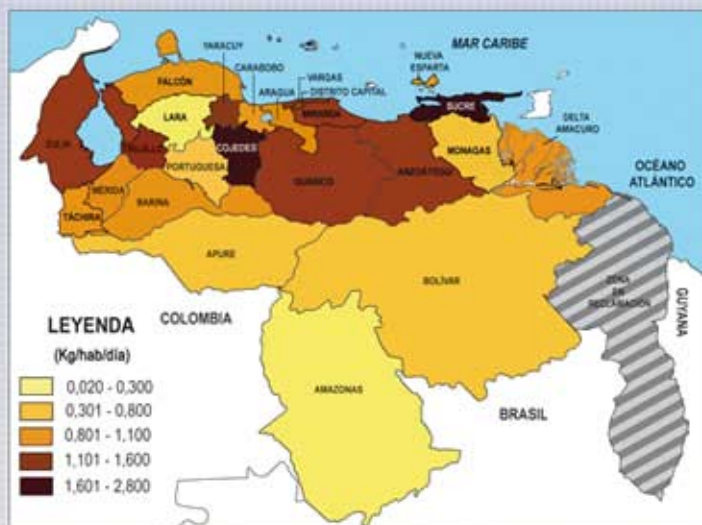 MAR CARIBE
NUEVA
ESPARTA
YARACUY
CARABOBO
ARAGUA
VARGAS
DISTRITO CAPITAL
FALCÓN
MIRANDA
SUCRE
DELTA
AMACURO
LARA
ZULIA
COJEDES
MONAGAS
OCÉANO
ATLÁNTICO
PORTUGUESA
GUÁRICO
ANZOÁTEGUI
MÉRIDA
BARINA
TÁCHIRA
APURE
BOLÍVAR
ZONA
EN
RECLAMACIÓN
GUYANA
COLOMBIA
LEYENDA
(Kg/hab/día)
0,020 - 0,300
0,301 - 0,800
0,801 - 1,100
1,101 - 1,600
1,601 - 2,800
AMAZONAS
BRASIL